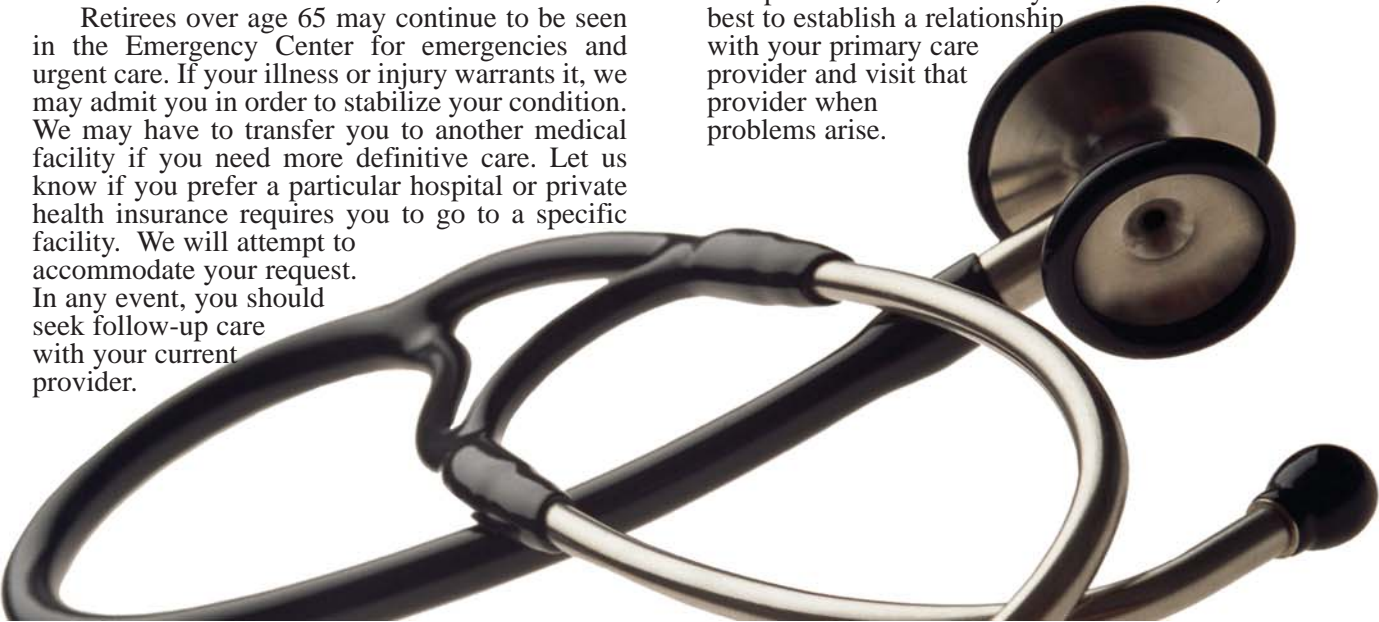 Retirees over age 65 may continue to be seen
in the Emergency Center for emergencies and
urgent care. If your illness or injury warrants it, we
may admit you in order to stabilize your condition.
We may have to transfer you to another medical
facility if you need more definitive care. Let us
know if you prefer a particular hospital or private
health insurance requires you to go to a specific
facility.  We will attempt to
accommodate your request.
In any event, you should
seek follow-up care
with your current
provider.
best to establish a relationship
with your primary care
provider and visit that
provider when
problems arise.